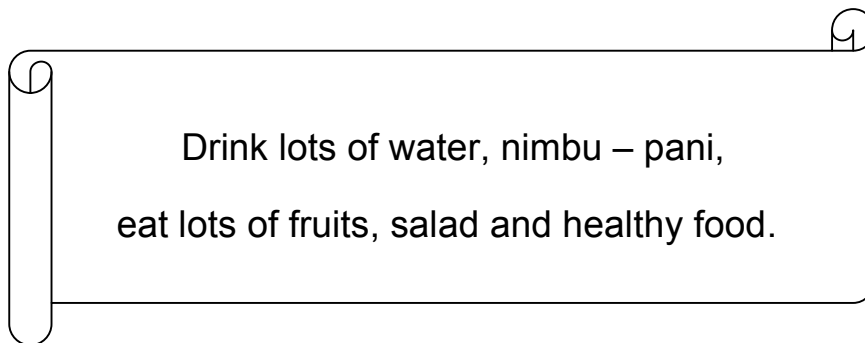 Drink lots of water, nimbu – pani,
eat lots of fruits, salad and healthy food.